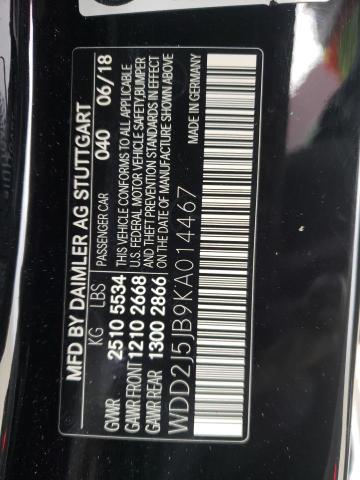 MFD BY DAIMLER AG STUTTGART
KG LBS PASSENGER CAR 040 06/18
GVWR 2510 5534 THIS VEHICLE CONFORMS TO ALL APPLICABLE
GAWR FRONT 1210 2668 U.S. FEDERAL MOTOR VEHICLE SAFETY,BUMPER
GAWR REAR 1300 2866 AND THEFT PREVENTION STANDARDS IN EFFECT
ON THE DATE OF MANUFACTURE SHOWN ABOVE
WDD2J5JB9KA014467 MADE IN GERMANY